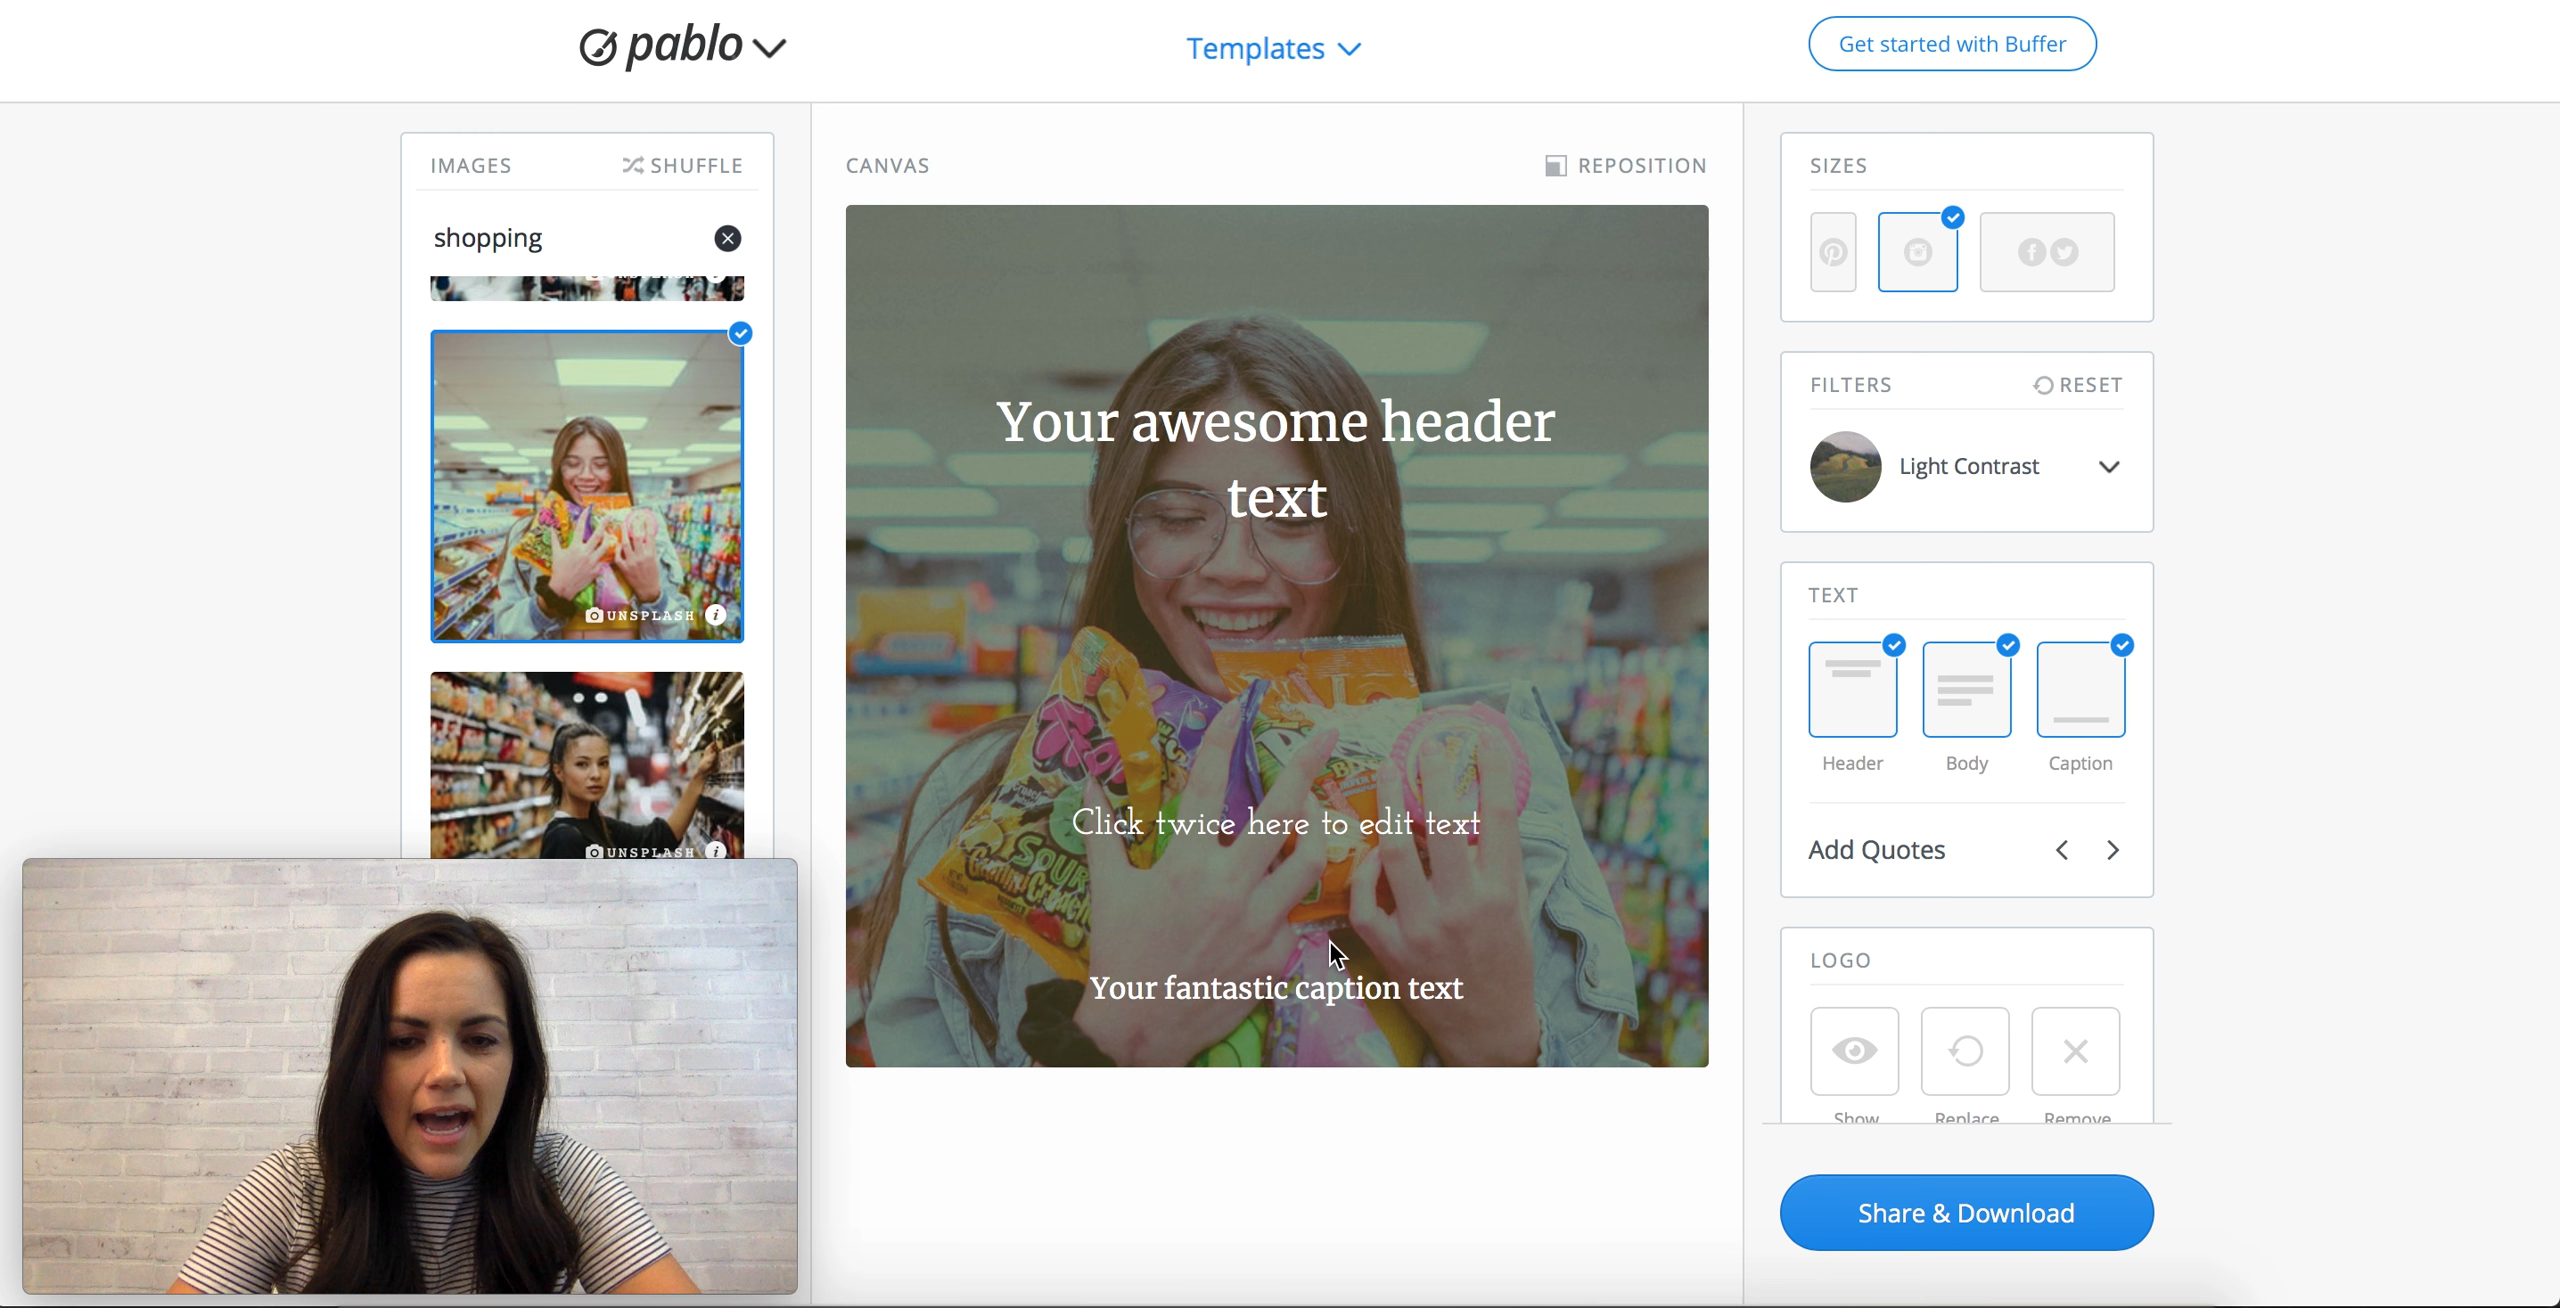 pablo
Templates
Get started with Buffer
IMAGES
SHUFFLE
shopping
UNSPLASH
UNSPLASH
CANVAS
REPOSITION
Your awesome header
text
Click twice here to edit text
SOUR
Your fantastic caption text
SIZES
FILTERS
RESET
Light Contrast
TEXT
Header
Body
Caption
Add Quotes
LOGO
Show
Replace
Remove
Share & Download